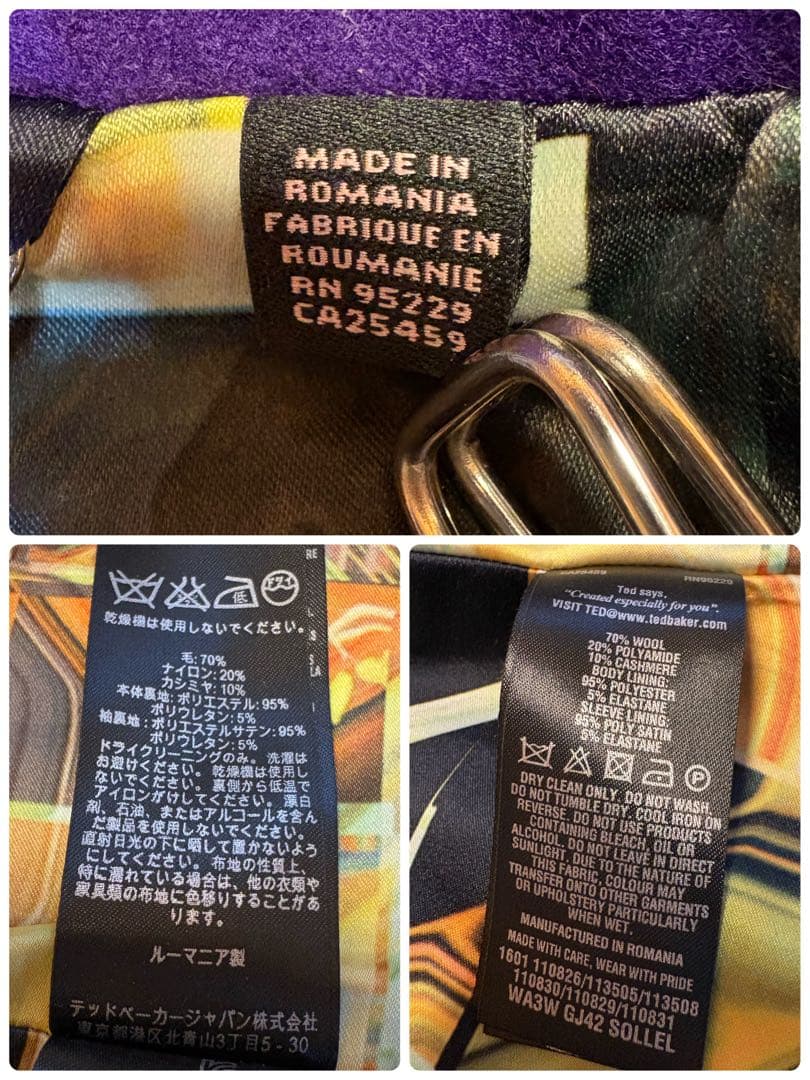 MADE IN
ROMANIA
FABRIQUE EN
ROUMANIE
RN 95229
CA25459
RE
低
ドライ
乾燥機は使用しないでください。
毛:70%
ナイロン:20%
カシミヤ:10%
本体裏地:ポリエステル:95%
ポリウレタン:5%
袖裏地:ポリエステルサテン:95%
ポリウレタン:5%
ドライクリーニングのみ。洗濯は
お避けください。乾燥機は使用し
ないでください。裏側から低温で
アイロンがけしてください。漂白
剤、石油、またはアルコールを含ん
だ製品を使用しないでください。
直射日光の下に晒して置かないよう
にしてください。布地の性質上、
特に濡れている場合は、他の衣類や
家具類の布地に色移りすることがあ
ります。
ルーマニア製
テッドベーカージャパン株式会社
東京都港区北青山3丁目5-30
RN95229
Ted says,
"Created especially for you".
VISIT TED@www.tedbaker.com
70% WOOL
20% POLYAMIDE
10% CASHMERE
BODY LINING:
95% POLYESTER
5% ELASTANE
SLEEVE LINING:
95% POLY SATIN
5% ELASTANE
P
DRY CLEAN ONLY. DO NOT WASH.
DO NOT TUMBLE DRY. COOL IRON ON
REVERSE. DO NOT USE PRODUCTS
CONTAINING BLEACH, OIL OR
ALCOHOL. DO NOT LEAVE IN DIRECT
SUNLIGHT. DUE TO THE NATURE OF
THIS FABRIC, COLOUR MAY
TRANSFER ONTO OTHER GARMENTS
OR UPHOLSTERY PARTICULARLY
WHEN WET.
MANUFACTURED IN ROMANIA
MADE WITH CARE, WEAR WITH PRIDE
1601 110826/113505/113508
110830/110829/110831
WA3W GJ42 SOLLEL